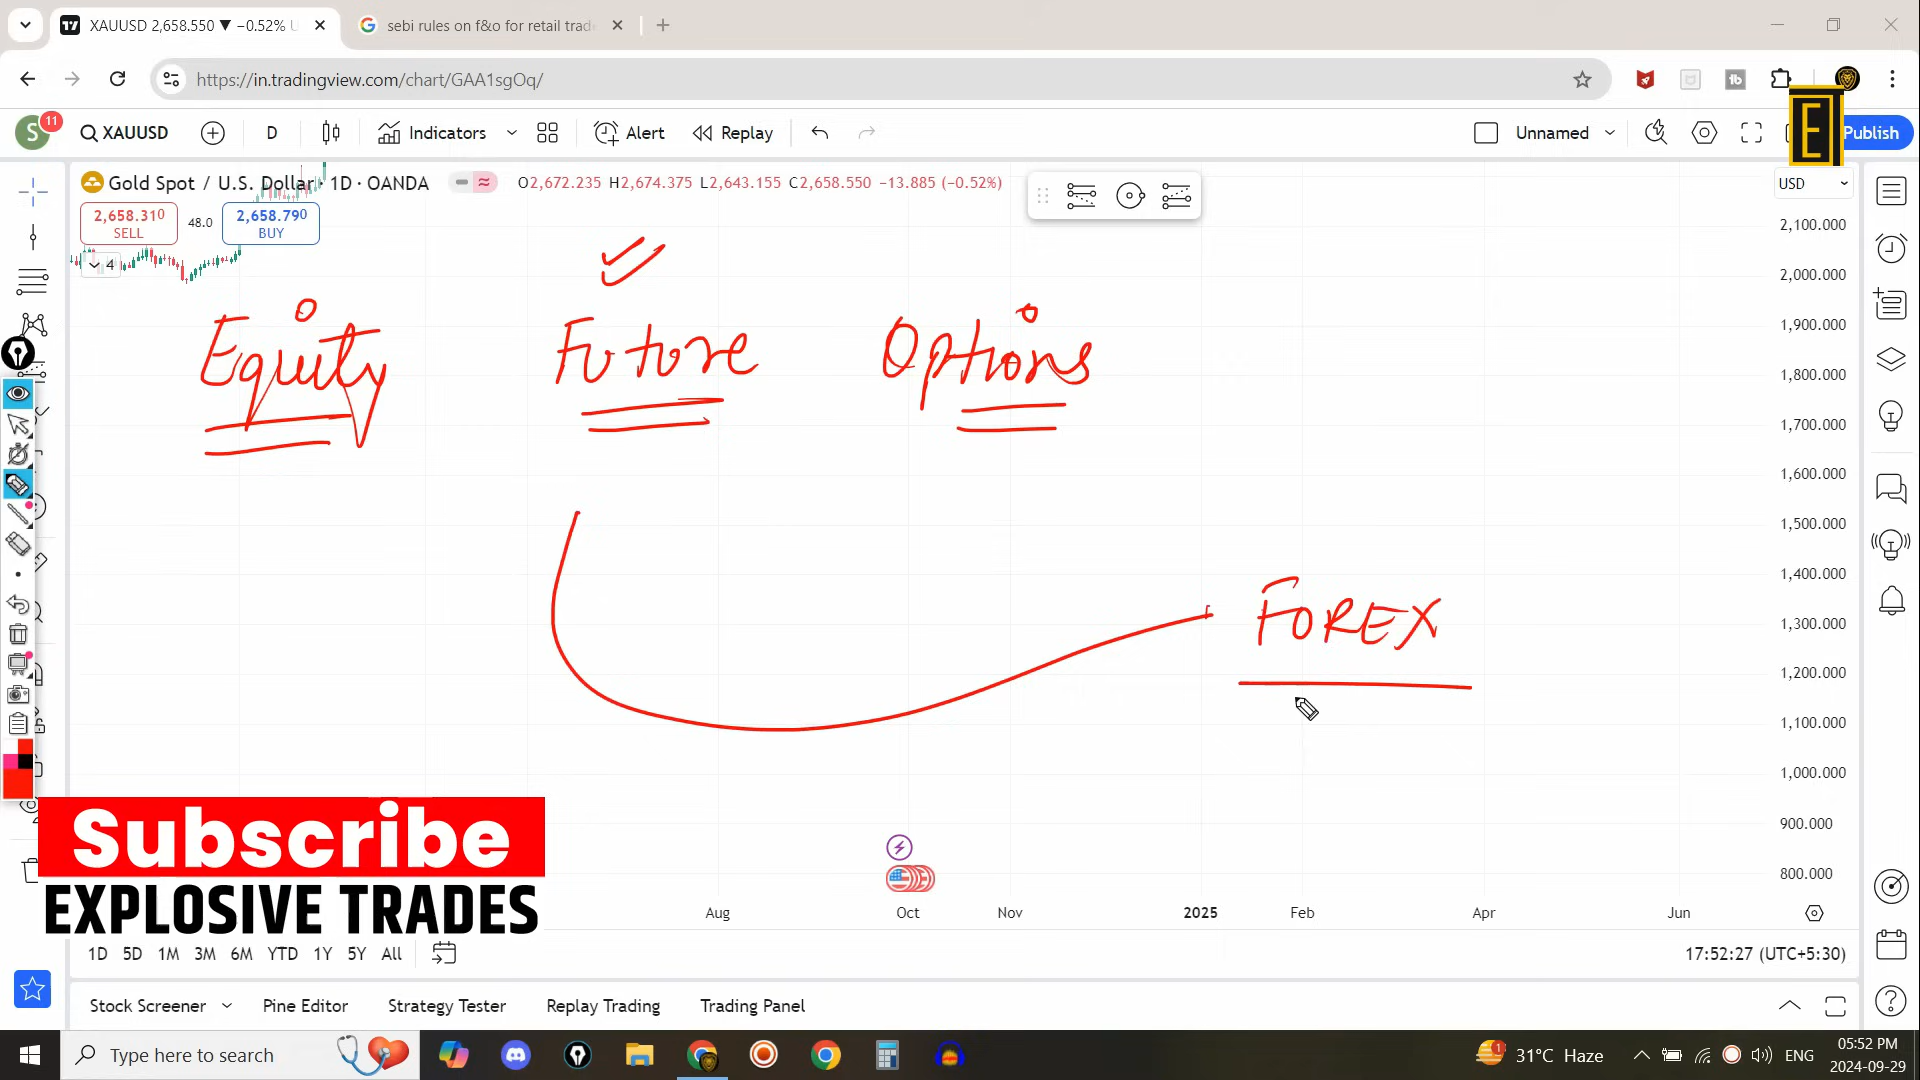 XAUUSD 2,658.550 ▼ −0.52% U
sebi rules on f&o for retail trad
https://in.tradingview.com/chart/GAA1sgOq/
S 11 XAUUSD D Indicators Alert Replay Unnamed Publish
E
Gold Spot / U.S. Dollar · 1D · OANDA O2,672.235 H2,674.375 L2,643.155 C2,658.550 −13.885 (−0.52%)
USD
2,658.310 48.0 2,658.790
SELL BUY
4
2,100.000
2,000.000
1,900.000
1,800.000
1,700.000
1,600.000
1,500.000
1,400.000
1,300.000
1,200.000
1,100.000
1,000.000
900.000
800.000
Equity Future Options
FOREX
Subscribe
EXPLOSIVE TRADES
Aug Oct Nov 2025 Feb Apr Jun
1D 5D 1M 3M 6M YTD 1Y 5Y All 17:52:27 (UTC+5:30)
Stock Screener Pine Editor Strategy Tester Replay Trading Trading Panel
Type here to search 31°C Haze ENG 05:52 PM
2024-09-29